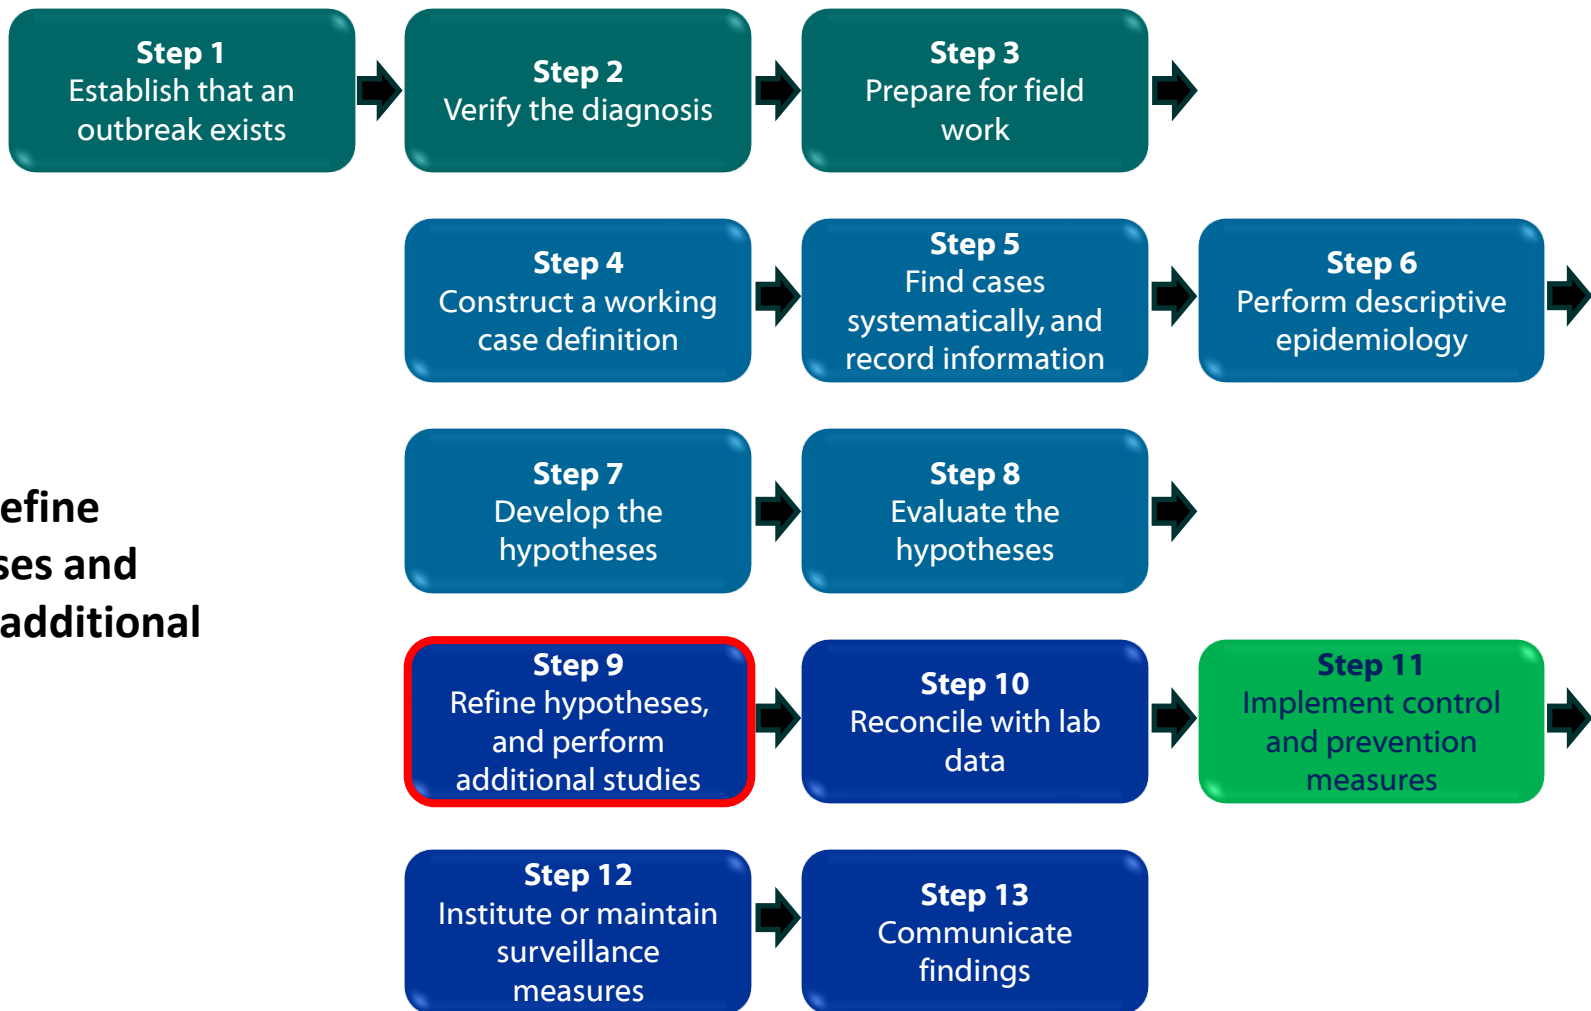 Step 1
Establish that an
outbreak exists
Step 2
Verify the diagnosis
Step 3
Prepare for field
work
Step 4
Construct a working
case definition
Step 5
Find cases
systematically, and
record information
Step 6
Perform descriptive
epidemiology
Step 7
Develop the
hypotheses
Step 8
Evaluate the
hypotheses
efine
ses and
additional
Step 9
Refine hypotheses,
and perform
additional studies
Step 10
Reconcile with lab
data
Step 11
Implement control
and prevention
measures
Step 12
Institute or maintain
surveillance
measures
Step 13
Communicate
findings